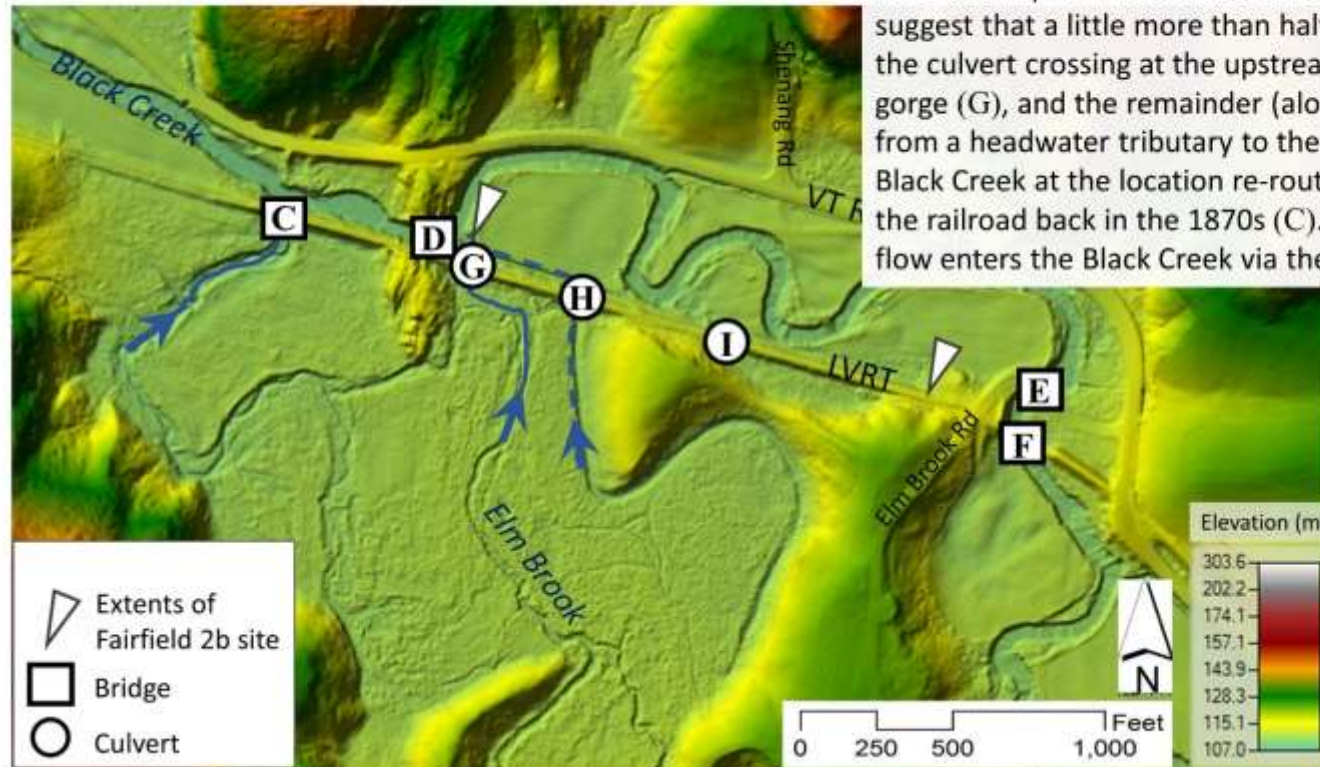 suggest that a little more than hal
the culvert crossing at the upstrea
gorge (G), and the remainder (alo
from a headwater tributary to the
Black Creek at the location re-rout
the railroad back in the 1870s (C).
flow enters the Black Creek via the
Black Creek
Shenang Rd
VT R
C
D
G
H
I
LVRT
E
F
Elm Brook Rd
Elm Brook
Extents of
Fairfield 2b site
Bridge
Culvert
N
Feet
0 250 500 1,000
Elevation (m
303.6
202.2
174.1
157.1
143.9
128.3
115.1
107.0